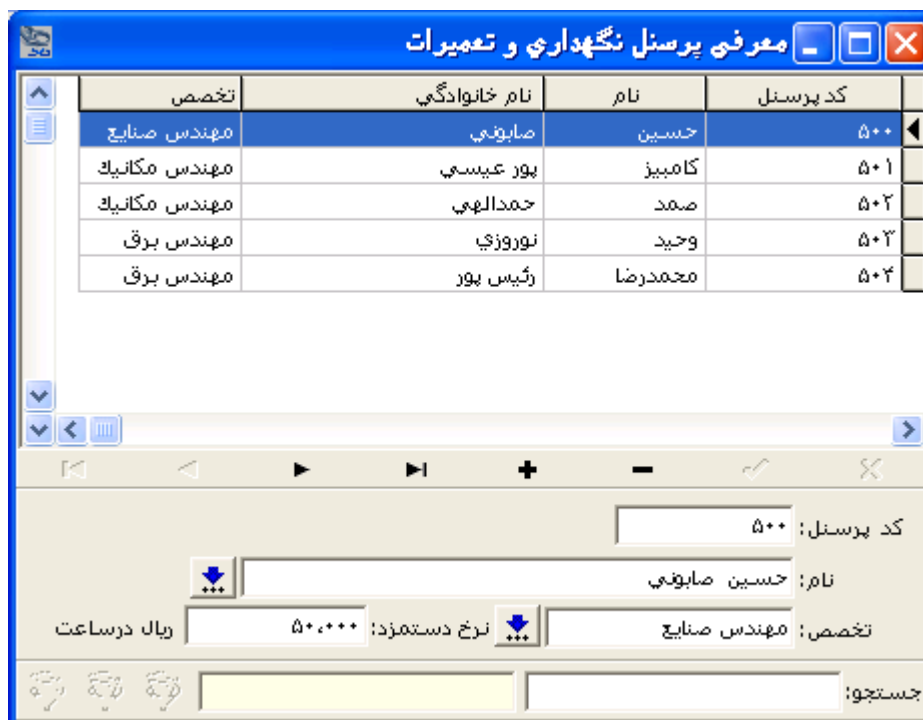 معرفي پرسنل نگهداري و تعميرات
کد پرسنل نام نام خانوادگي تخصص
۵۰۰ حسين صابوني مهندس صنايع
۵۰۱ کامبيز پور عيسي مهندس مکانيك
۵۰۲ صمد حمدالهي مهندس مکانيك
۵۰۳ وحيد نوروزي مهندس برق
۵۰۴ محمدرضا رئيس پور مهندس برق
کد پرسنل: ۵۰۰
نام: حسين صابوني
تخصص: مهندس صنايع نرخ دستمزد: ۵۰،۰۰۰ ريال درساعت
جستجو: